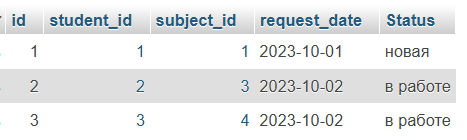 id student_id subject_id request_date Status
1 1 1 2023-10-01 новая
2 2 3 2023-10-02 в работе
3 3 4 2023-10-02 в работе